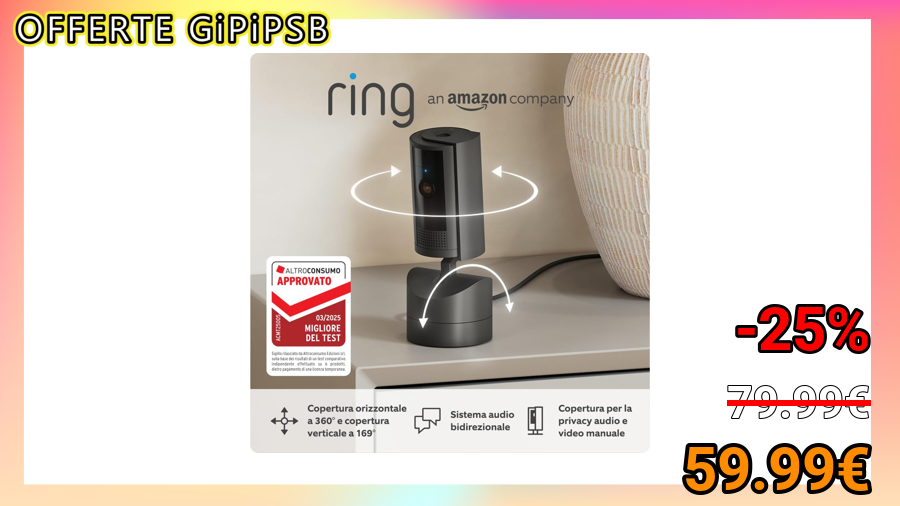 OFFERTE GiPiPSB
ring an amazon company
ALTROCONSUMO
APPROVATO
03/2025
MIGLIORE
DEL TEST
Copertura orizzontale
a 360° e copertura
verticale a 169°
Sistema audio
bidirezionale
Copertura per la
privacy audio e
video manuale
-25%
79.99€
59.99€